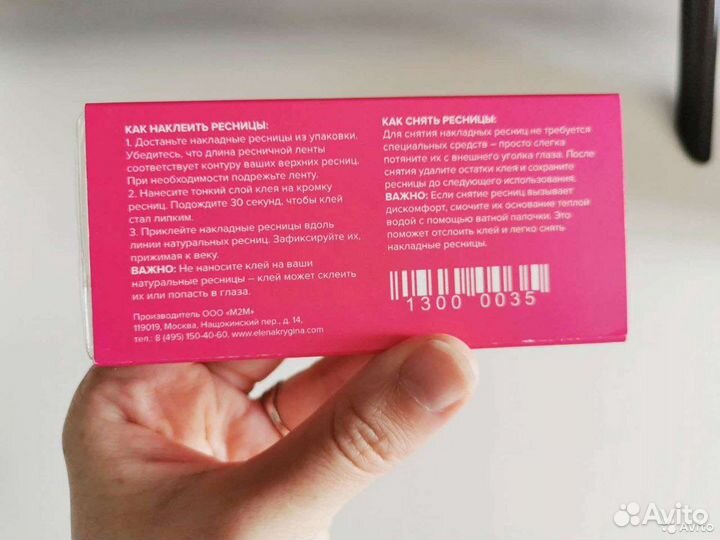 КАК НАКЛЕИТЬ РЕСНИЦЫ:
1. Достаньте накладные ресницы из упаковки.
Убедитесь, что длина ресничной ленты
соответствует контуру ваших верхних ресниц.
При необходимости подрежьте ленту.
2. Нанесите тонкий слой клея на кромку
ресниц. Подождите 30 секунд, чтобы клей
стал липким.
3. Приклейте накладные ресницы вдоль
линии натуральных ресниц. Зафиксируйте их,
прижимая к веку.
ВАЖНО: Не наносите клей на ваши
натуральные ресницы – клей может склеить
их или попасть в глаза.
Производитель ООО «М2М»
119019, Москва, Нащокинский пер., д. 14,
тел.: 8 (495) 150-40-60, www.elenakrygina.com
КАК СНЯТЬ РЕСНИЦЫ:
Для снятия накладных ресниц не требуется
специальных средств – просто слегка
потяните их с внешнего уголка глаза. После
снятия удалите остатки клея и сохраните
ресницы до следующего использования.
ВАЖНО: Если снятие ресниц вызывает
дискомфорт, смочите их основание теплой
водой с помощью ватной палочки. Это
поможет отслоить клей и легко снять
накладные ресницы.
1300 0035
Avito
Avito